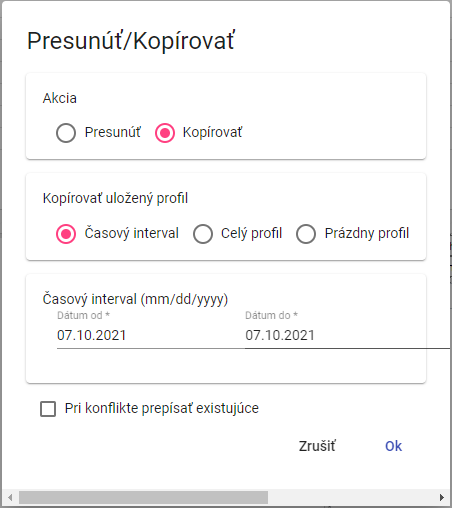 Presunúť/Kopírovať
Akcia
Presunúť Kopírovať
Kopírovať uložený profil
Časový interval Celý profil Prázdny profil
Časový interval (mm/dd/yyyy)
Dátum od * Dátum do *
07.10.2021 07.10.2021
Pri konflikte prepísať existujúce
Zrušiť Ok